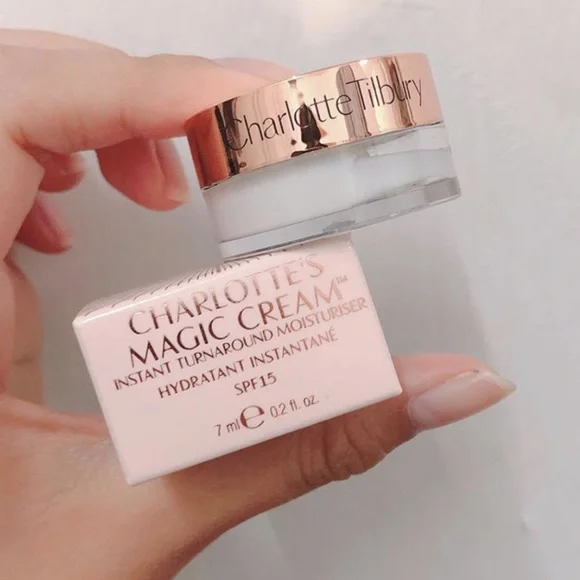 Charlotte Tilbury
CHARLOTTE'S
MAGIC CREAM™
INSTANT TURNAROUND MOISTURISER
HYDRATANT INSTANTANÉ
SPF15
7 ml ℮ 0.2 fl. oz.